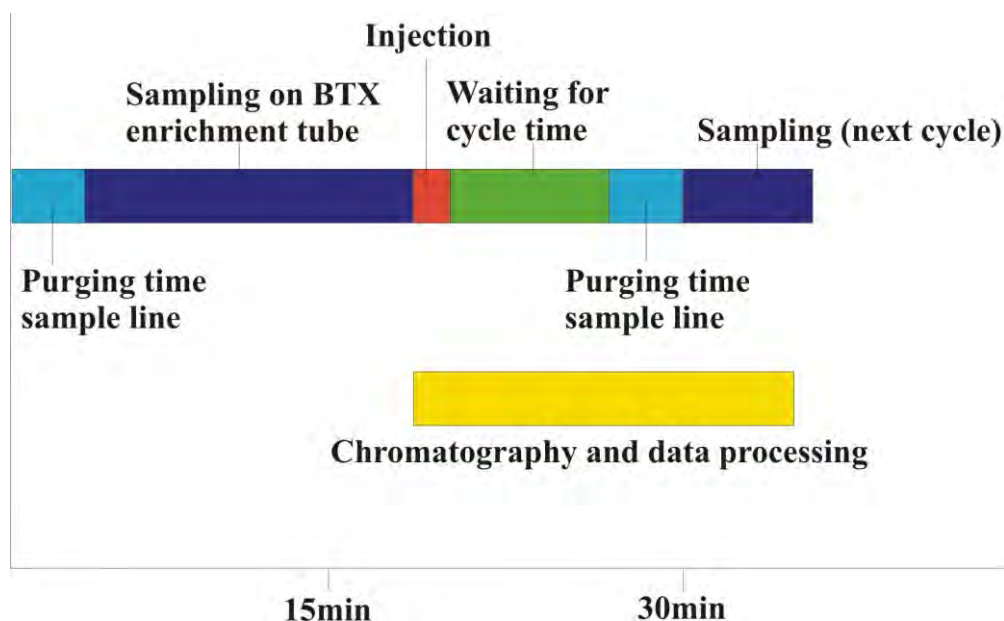 Injection
Sampling on BTX
enrichment tube
Waiting for
cycle time
Sampling (next cycle)
Purging time
sample line
Purging time
sample line
Chromatography and data processing
15min
30min